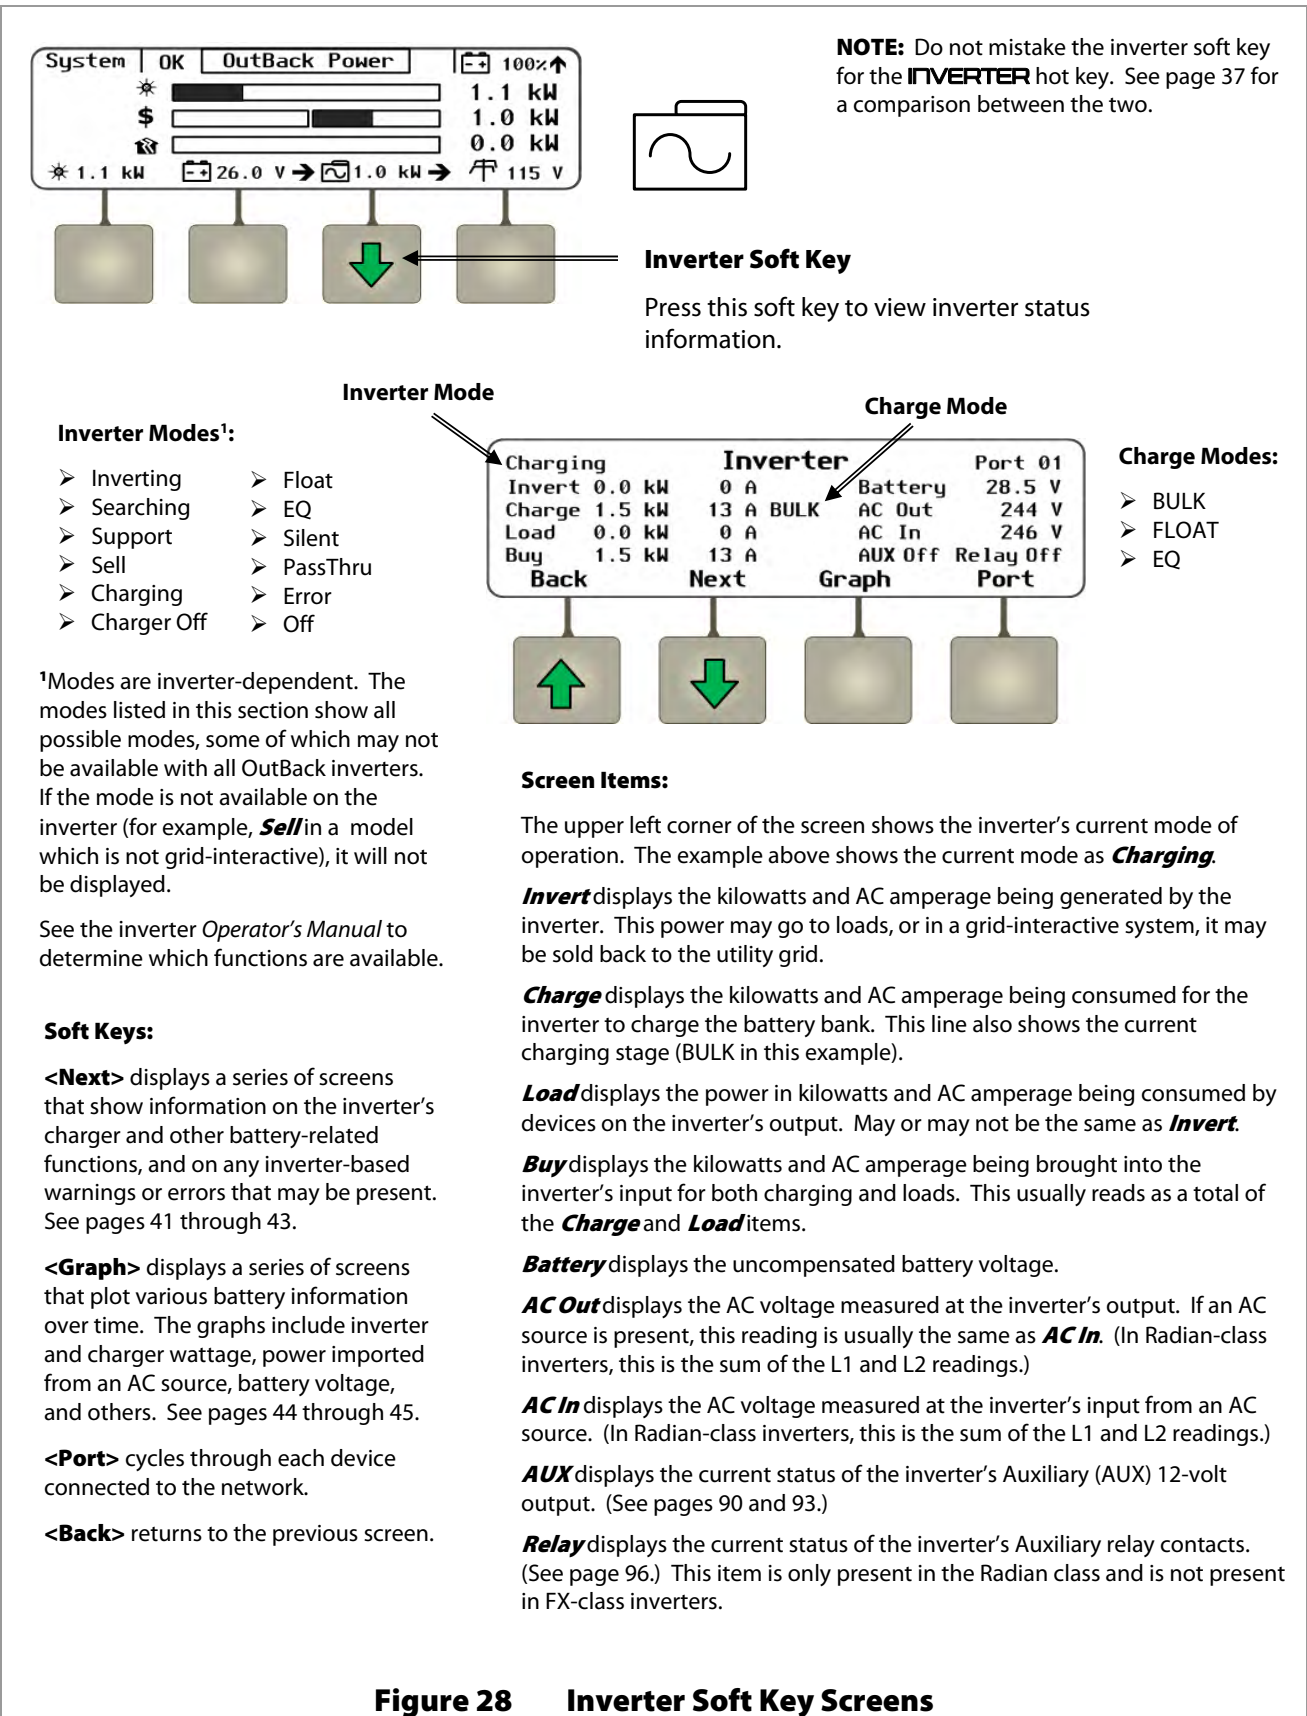 System OK OutBack Power 100%
1.1 kW
$ 1.0 kW
0.0 kW
1.1 kW 26.0 V 1.0 kW 115 V
NOTE: Do not mistake the inverter soft key
for the INVERTER hot key. See page 37 for
a comparison between the two.
Inverter Soft Key
Press this soft key to view inverter status
information.
Inverter Mode
Charge Mode
Inverter Modes¹:
➢ Inverting
➢ Searching
➢ Support
➢ Sell
➢ Charging
➢ Charger Off
➢ Float
➢ EQ
➢ Silent
➢ PassThru
➢ Error
➢ Off
Charging Inverter Port 01
Invert 0.0 kW 0 A Battery 28.5 V
Charge 1.5 kW 13 A BULK AC Out 244 V
Load 0.0 kW 0 A AC In 246 V
Buy 1.5 kW 13 A AUX Off Relay Off
Back Next Graph Port
Charge Modes:
➢ BULK
➢ FLOAT
➢ EQ
¹Modes are inverter-dependent. The
modes listed in this section show all
possible modes, some of which may not
be available with all OutBack inverters.
If the mode is not available on the
inverter (for example, Sell in a model
which is not grid-interactive), it will not
be displayed.
See the inverter Operator's Manual to
determine which functions are available.
Soft Keys:
<Next> displays a series of screens
that show information on the inverter's
charger and other battery-related
functions, and on any inverter-based
warnings or errors that may be present.
See pages 41 through 43.
<Graph> displays a series of screens
that plot various battery information
over time. The graphs include inverter
and charger wattage, power imported
from an AC source, battery voltage,
and others. See pages 44 through 45.
<Port> cycles through each device
connected to the network.
<Back> returns to the previous screen.
Screen Items:
The upper left corner of the screen shows the inverter's current mode of
operation. The example above shows the current mode as Charging.
Invert displays the kilowatts and AC amperage being generated by the
inverter. This power may go to loads, or in a grid-interactive system, it may
be sold back to the utility grid.
Charge displays the kilowatts and AC amperage being consumed for the
inverter to charge the battery bank. This line also shows the current
charging stage (BULK in this example).
Load displays the power in kilowatts and AC amperage being consumed by
devices on the inverter's output. May or may not be the same as Invert.
Buy displays the kilowatts and AC amperage being brought into the
inverter's input for both charging and loads. This usually reads as a total of
the Charge and Load items.
Battery displays the uncompensated battery voltage.
AC Out displays the AC voltage measured at the inverter's output. If an AC
source is present, this reading is usually the same as AC In. (In Radian-class
inverters, this is the sum of the L1 and L2 readings.)
AC In displays the AC voltage measured at the inverter's input from an AC
source. (In Radian-class inverters, this is the sum of the L1 and L2 readings.)
AUX displays the current status of the inverter's Auxiliary (AUX) 12-volt
output. (See pages 90 and 93.)
Relay displays the current status of the inverter's Auxiliary relay contacts.
(See page 96.) This item is only present in the Radian class and is not present
in FX-class inverters.
Figure 28 Inverter Soft Key Screens